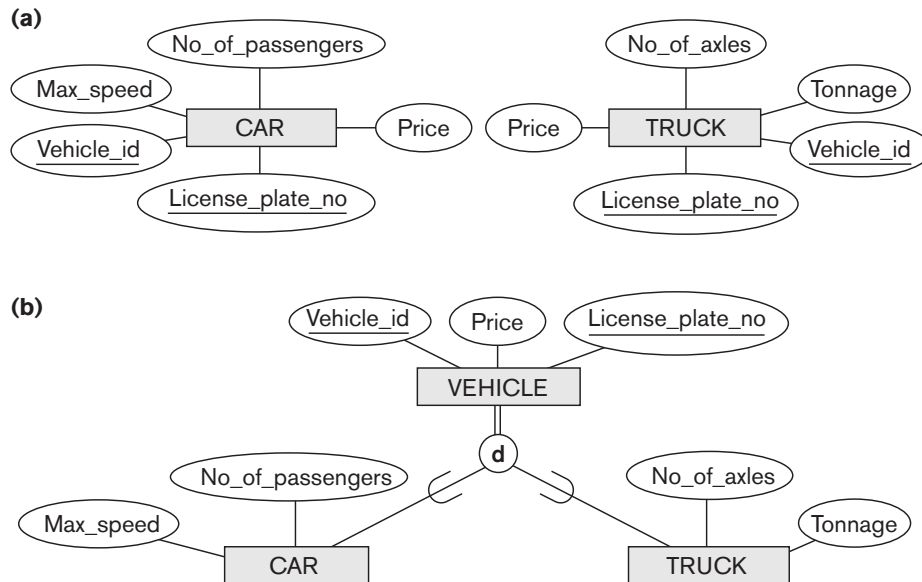 (a)
No_of_passengers
No_of_axles
Max_speed
Tonnage
CAR
Price
Price
TRUCK
Vehicle_id
Vehicle_id
License_plate_no
License_plate_no
(b)
Vehicle_id
Price
License_plate_no
VEHICLE
d
No_of_passengers
No_of_axles
Max_speed
Tonnage
CAR
TRUCK